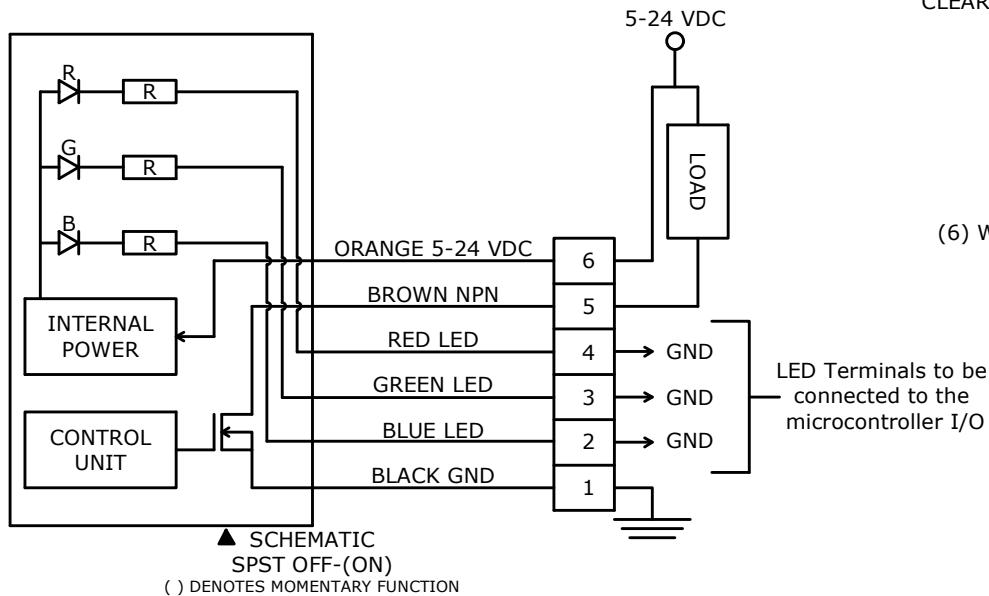 5-24 VDC
CLEAR
R
R
G
R
B
R
LOAD
(6) W
ORANGE 5-24 VDC
6
BROWN NPN
5
INTERNAL
POWER
RED LED
4
GND
GREEN LED
3
GND
BLUE LED
2
GND
LED Terminals to be
connected to the
microcontroller I/O
CONTROL
UNIT
BLACK GND
1
▲ SCHEMATIC
SPST OFF-(ON)
( ) DENOTES MOMENTARY FUNCTION